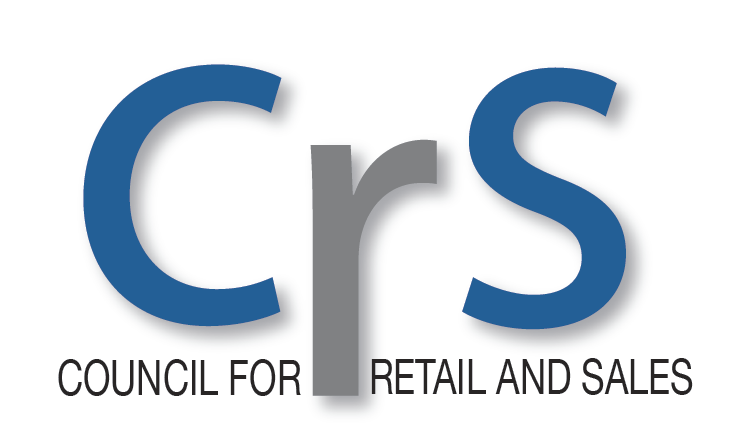 CrS
COUNCIL FOR RETAIL AND SALES